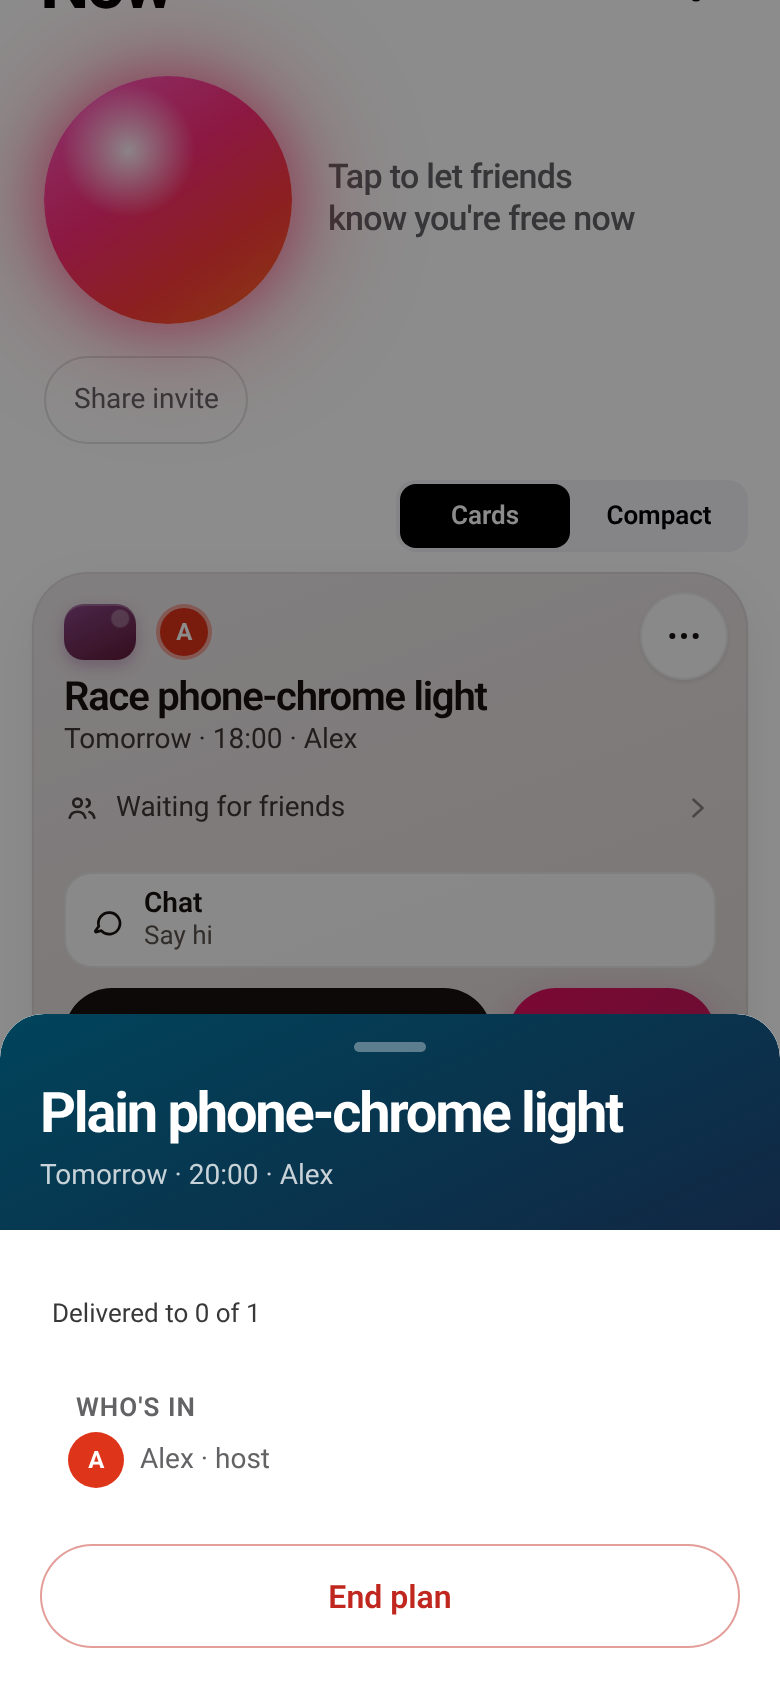 Now
Tap to let friends
know you're free now
Share invite
Cards
Compact
A
Race phone-chrome light
Tomorrow · 18:00 · Alex
Waiting for friends
Chat
Say hi
Plain phone-chrome light
Tomorrow · 20:00 · Alex
Delivered to 0 of 1
WHO'S IN
A
Alex · host
End plan